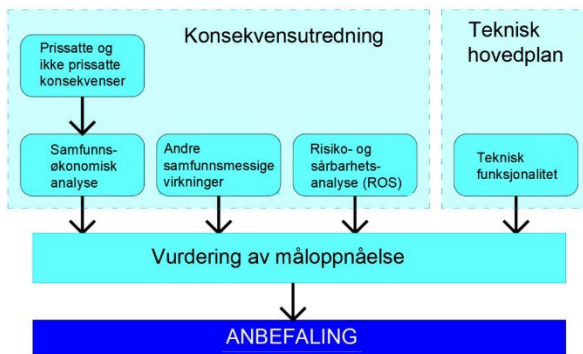 Konsekvensutredning
Teknisk
hovedplan
Prissatte og
ikke prissatte
konsekvenser
Samfunns-
økonomisk
analyse
Andre
samfunnsmessige
virkninger
Risiko- og
sårbarhets-
analyse (ROS)
Teknisk
funksjonalitet
Vurdering av måloppnåelse
ANBEFALING